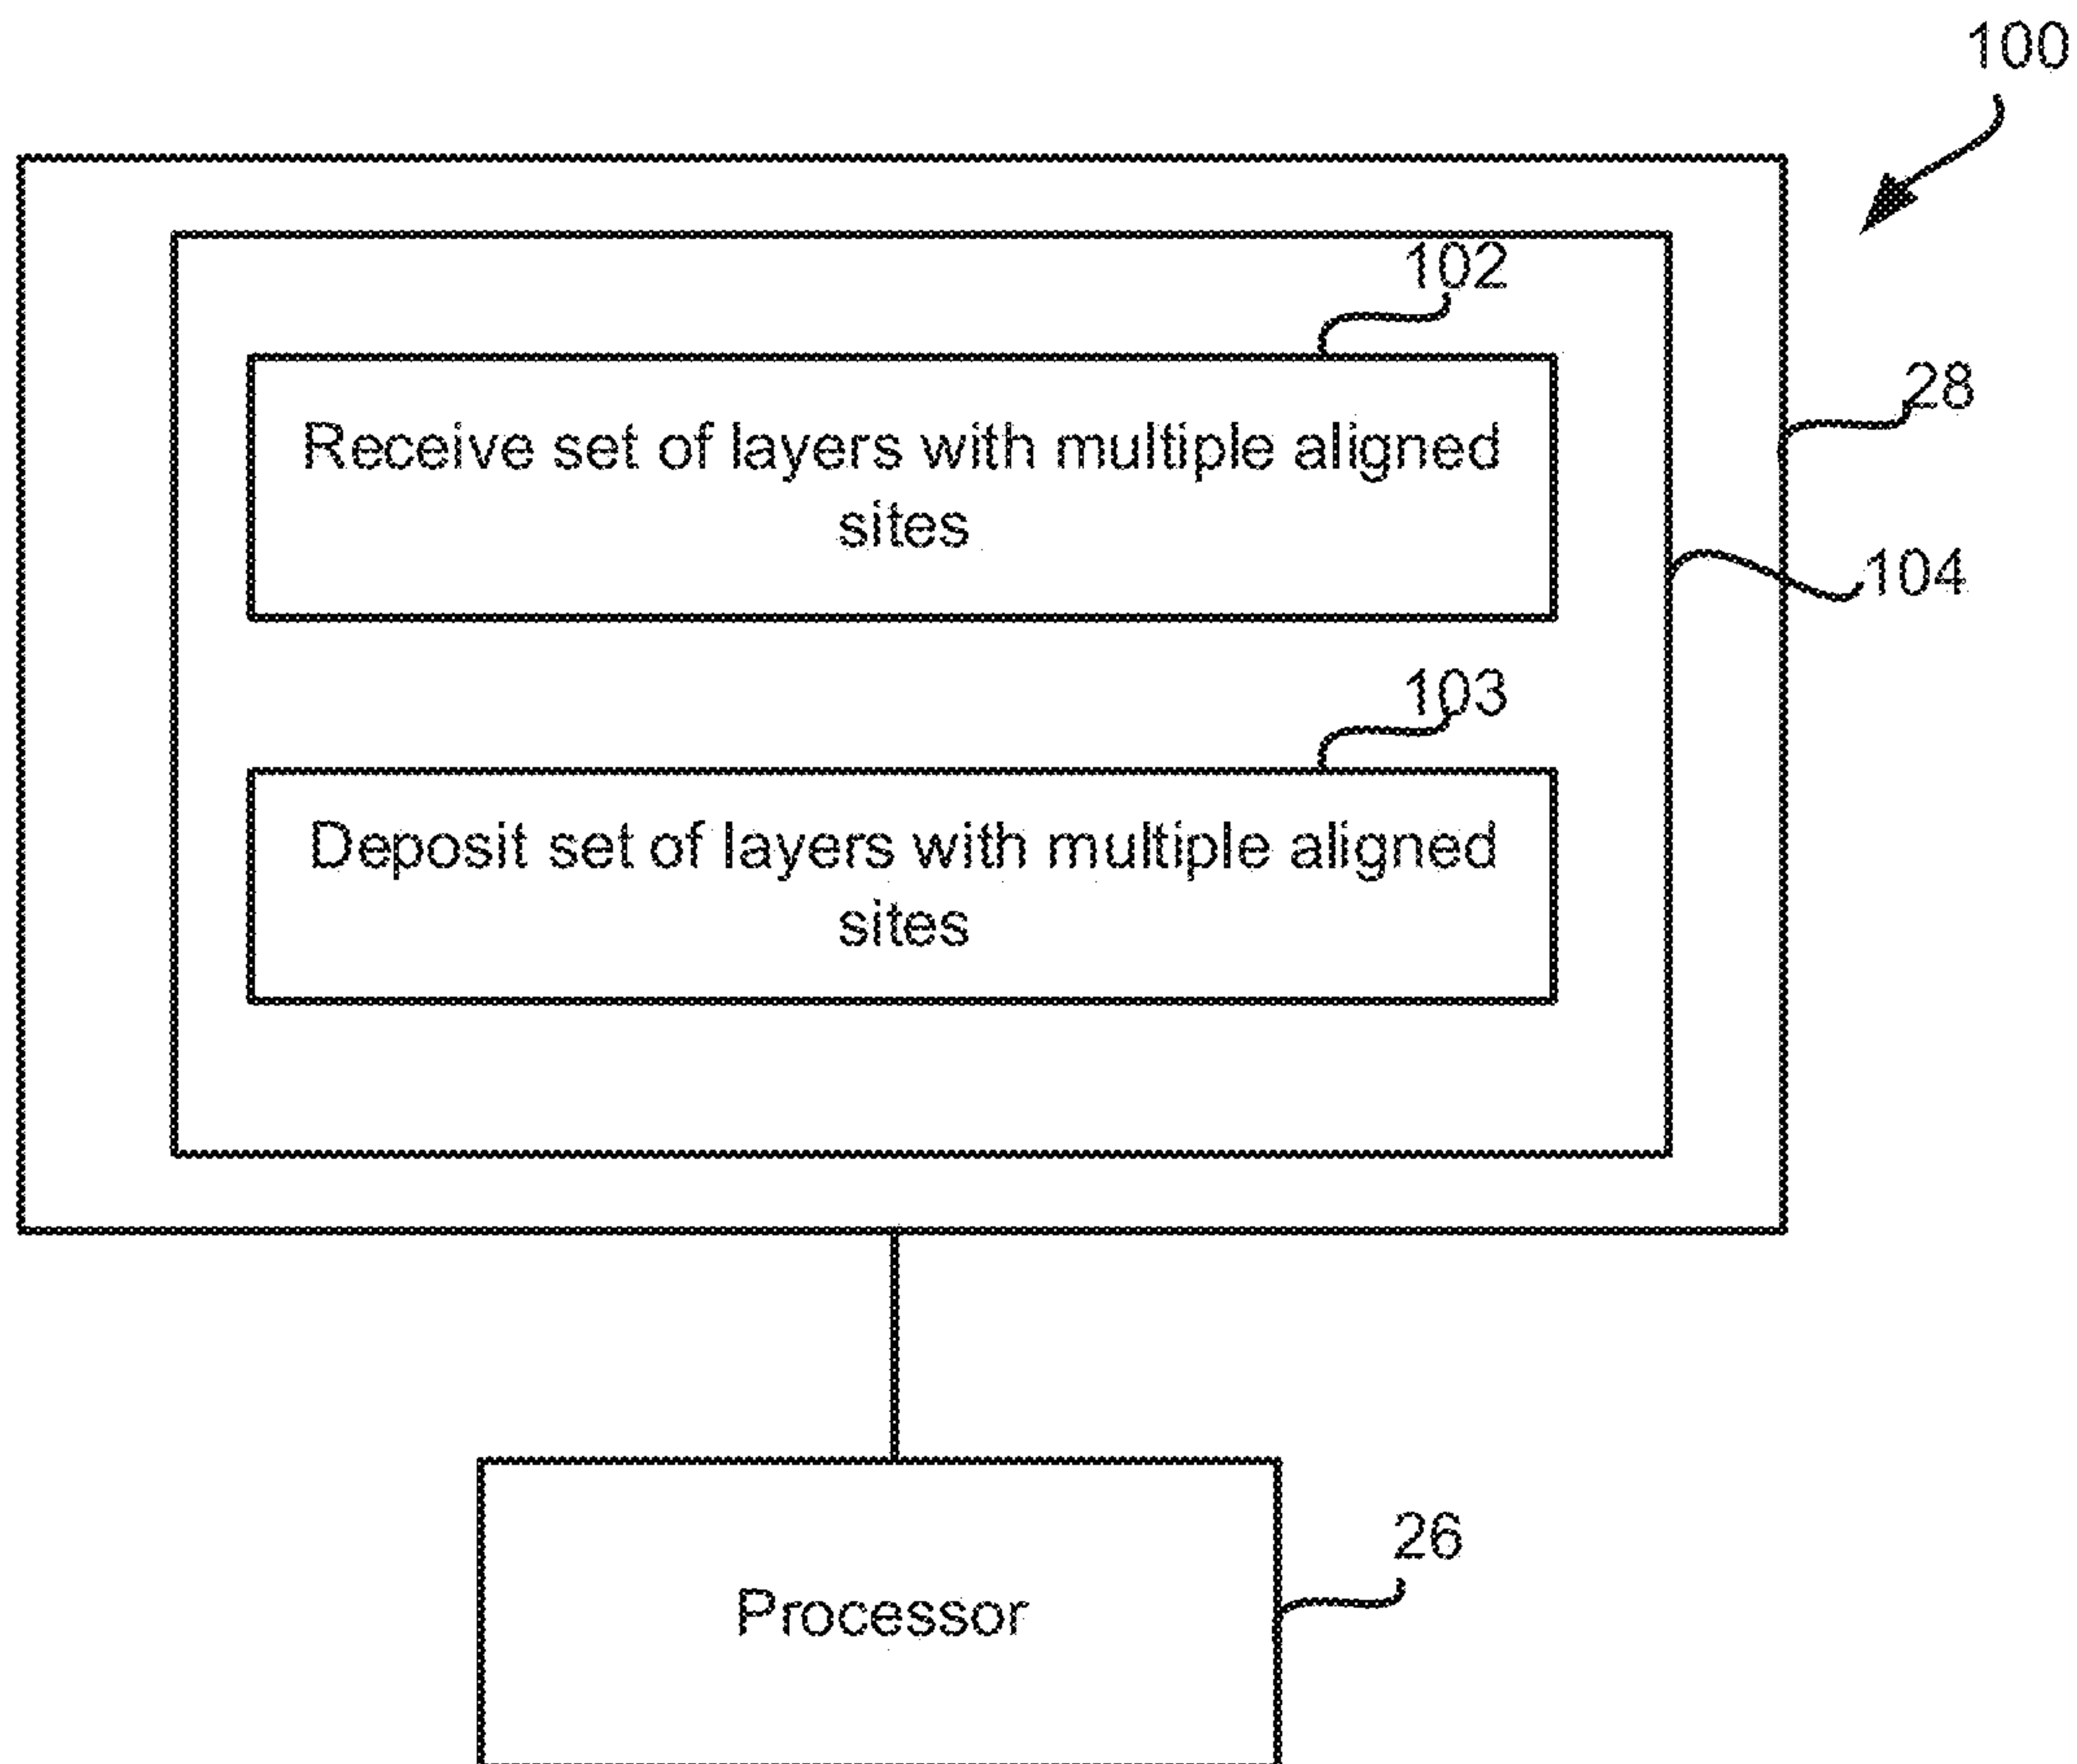 100
102
28
Receive set of layers with multiple aligned
sites
104
103
Deposit set of layers with multiple aligned
sites
26
Processor